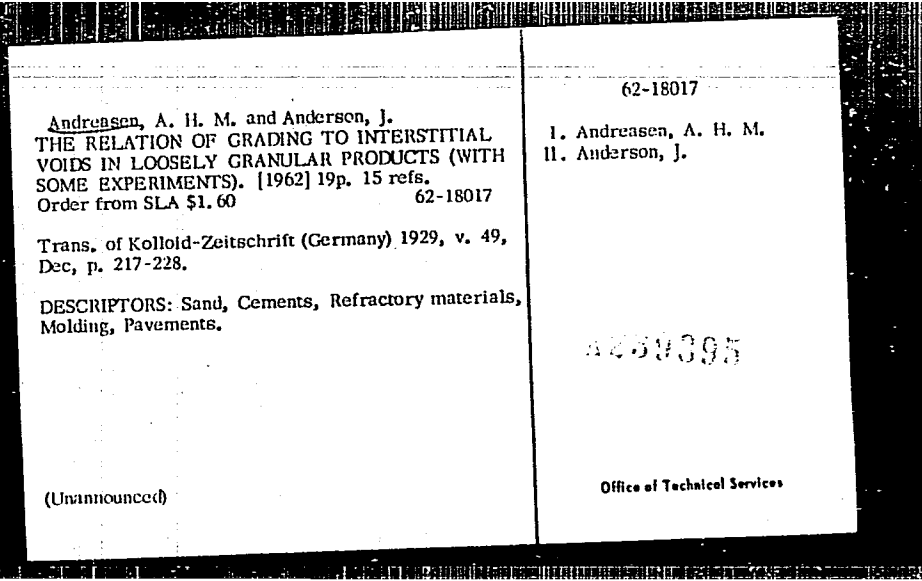 Andreasen, A. H. M. and Anderson, J.
THE RELATION OF GRADING TO INTERSTITIAL
VOIDS IN LOOSELY GRANULAR PRODUCTS (WITH
SOME EXPERIMENTS). [1962] 19p. 15 refs.
Order from SLA $1.60 62-18017
Trans. of Kolloid-Zeitschrift (Germany) 1929, v. 49,
Dec, p. 217-228.
DESCRIPTORS: Sand, Cements, Refractory materials,
Molding, Pavements.
(Unannounced)
62-18017
I. Andreasen, A. H. M.
II. Anderson, J.
Office of Technical Services